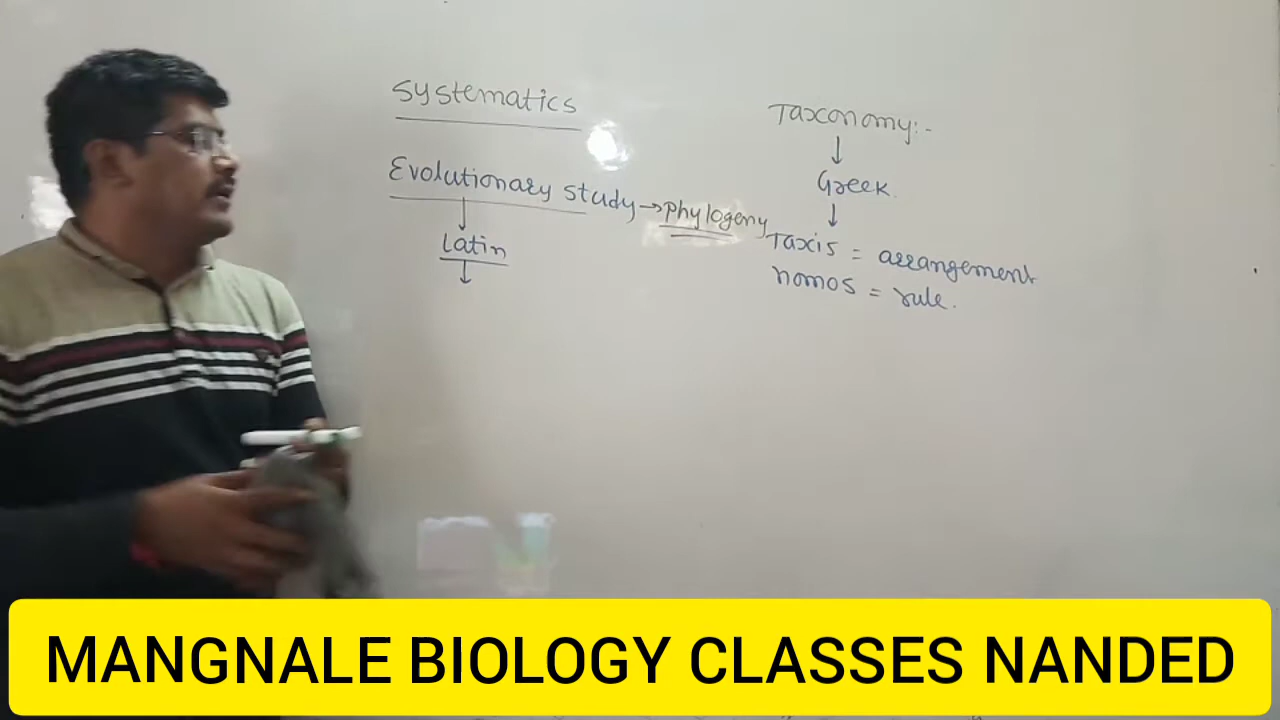 Systematics
Evolutionary study → Phylogeny
↓
Latin
↓
Taxonomy:-
↓
Greek.
↓
Taxis = arrangement
nomos = rule.
MANGNALE BIOLOGY CLASSES NANDED